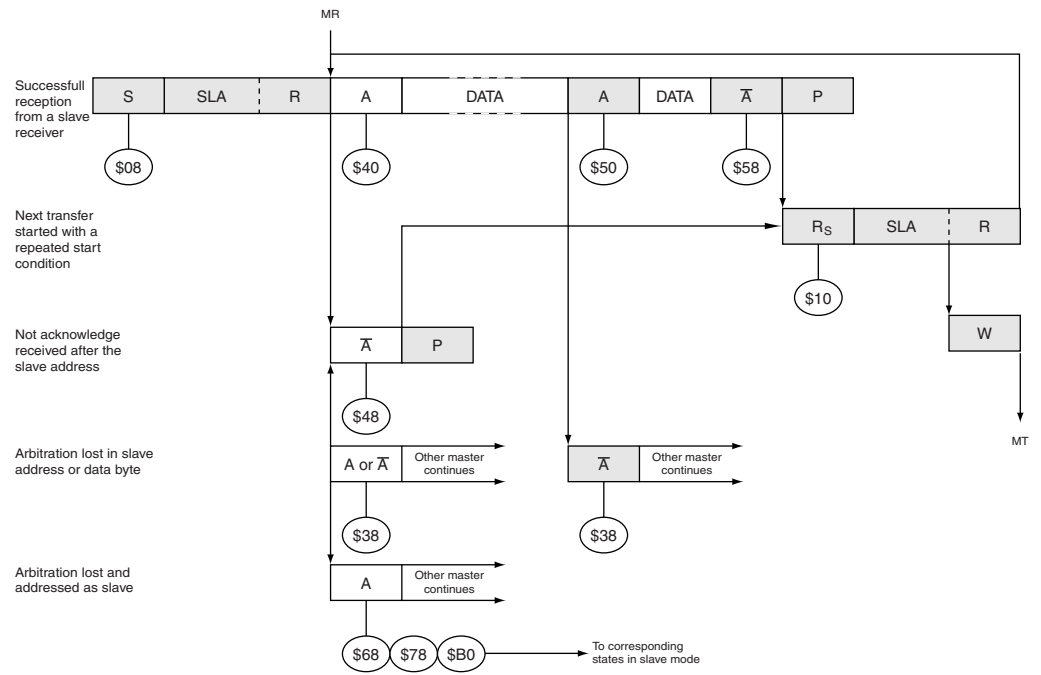 MR
Successfull
reception
from a slave
receiver
S SLA R A DATA A DATA A̅ P
$08 $40 $50 $58
Next transfer
started with a
repeated start
condition
RS SLA R
$10
Not acknowledge
received after the
slave address
A̅ P
W
$48
MT
Arbitration lost in slave
address or data byte
A or A̅ Other master
continues
A̅ Other master
continues
$38 $38
Arbitration lost and
addressed as slave
A Other master
continues
$68 $78 $B0
To corresponding
states in slave mode